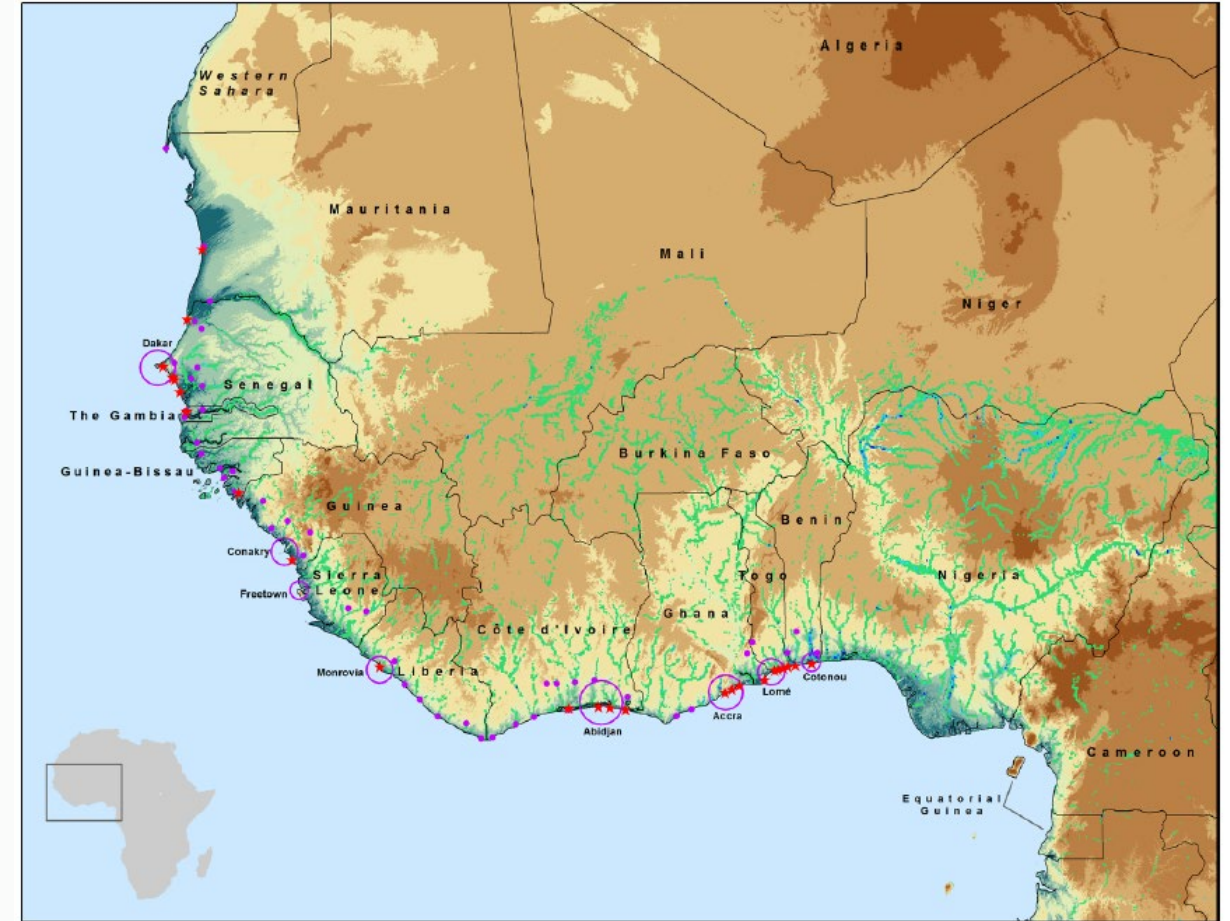 Algeria
Western
Sahara
Mauritania
Mali
Niger
Dakar
Senegal
The Gambia
Guinea-Bissau
Burkina Faso
Guinea
Benin
Conakry
Sierra
Leone
Togo
Nigeria
Freetown
Ghana
Côte d'Ivoire
Monrovia
Liberia
Cotonou
Lomé
Accra
Abidjan
Cameroon
Equatorial
Guinea